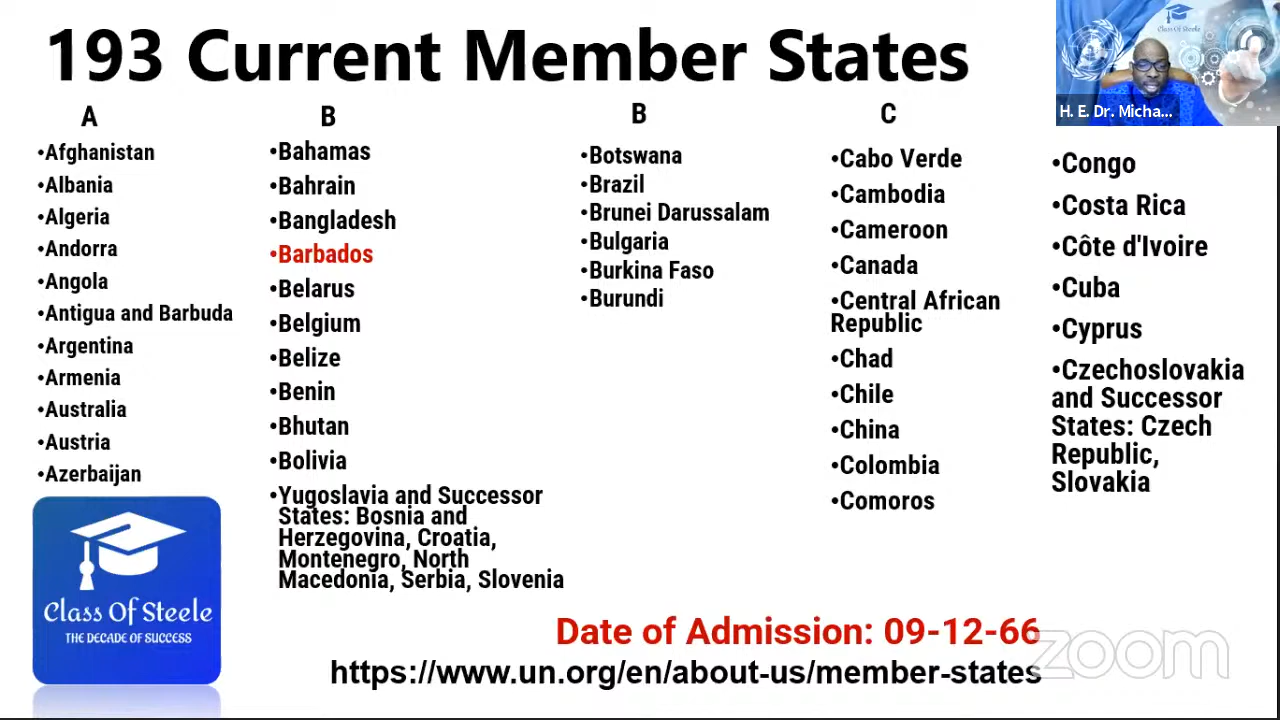 193 Current Member States
A
•Afghanistan
•Albania
•Algeria
•Andorra
•Angola
•Antigua and Barbuda
•Argentina
•Armenia
•Australia
•Austria
•Azerbaijan
B
•Bahamas
•Bahrain
•Bangladesh
•Barbados
•Belarus
•Belgium
•Belize
•Benin
•Bhutan
•Bolivia
•Yugoslavia and Successor
States: Bosnia and
Herzegovina, Croatia,
Montenegro, North
Macedonia, Serbia, Slovenia
B
•Botswana
•Brazil
•Brunei Darussalam
•Bulgaria
•Burkina Faso
•Burundi
C
•Cabo Verde
•Cambodia
•Cameroon
•Canada
•Central African
Republic
•Chad
•Chile
•China
•Colombia
•Comoros
•Congo
•Costa Rica
•Côte d'Ivoire
•Cuba
•Cyprus
•Czechoslovakia
and Successor
States: Czech
Republic,
Slovakia
Class Of Steele
H. E. Dr. Micha...
Class Of Steele
THE DECADE OF SUCCESS
Date of Admission: 09-12-66
https://www.un.org/en/about-us/member-states
zoom